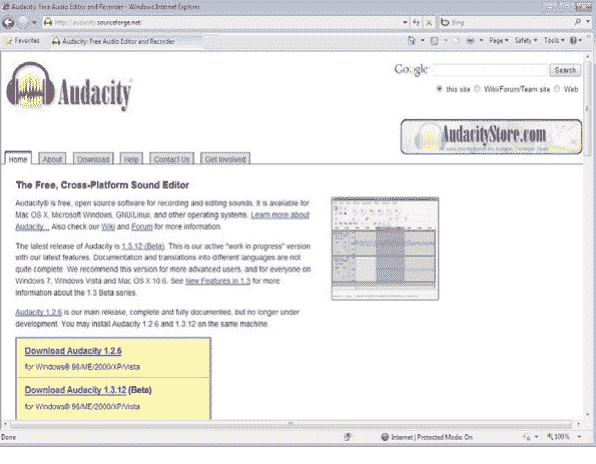 Audacity: Free Audio Editor and Recorder - Windows Internet Explorer
http://audacity.sourceforge.net/
Bing
Favorites
Audacity: Free Audio Editor and Recorder
Page
Safety
Tools
Google
Search
this site
Wiki/Forum/Team site
Web
Audacity®
AudacityStore.com
Home
About
Download
Help
Contact Us
Get Involved
The Free, Cross-Platform Sound Editor
Audacity® is free, open source software for recording and editing sounds. It is available for
Mac OS X, Microsoft Windows, GNU/Linux, and other operating systems. Learn more about
Audacity... Also check our Wiki and Forum for more information.
The latest release of Audacity is 1.3.12 (Beta). This is our active "work in progress" version
with our latest features. Documentation and translations into different languages are not
quite complete. We recommend this version for more advanced users, and for everyone on
Windows 7, Windows Vista and Mac OS X 10.6. See New Features in 1.3 for more
information about the 1.3 Beta series.
Audacity 1.2.6 is our main release, complete and fully documented, but no longer under
development. You may install Audacity 1.2.6 and 1.3.12 on the same machine.
Download Audacity 1.2.6
for Windows® 98/ME/2000/XP/Vista
Download Audacity 1.3.12 (Beta)
for Windows® 98/ME/2000/XP/Vista
Done
Internet | Protected Mode: On
100%